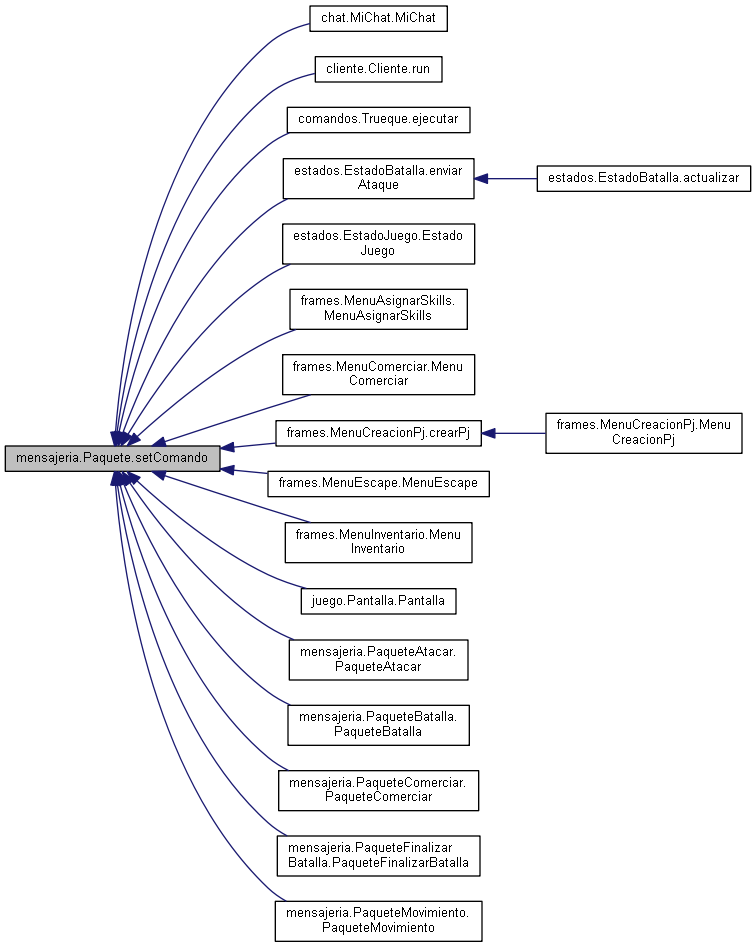 chat.MiChat.MiChat
cliente.Cliente.run
comandos.Trueque.ejecutar
estados.EstadoBatalla.enviar
Ataque
estados.EstadoBatalla.actualizar
estados.EstadoJuego.Estado
Juego
frames.MenuAsignarSkills.
MenuAsignarSkills
frames.MenuComerciar.Menu
Comerciar
frames.MenuCreacionPj.crearPj
frames.MenuCreacionPj.Menu
CreacionPj
mensajeria.Paquete.setComando
frames.MenuEscape.MenuEscape
frames.MenuInventario.Menu
Inventario
juego.Pantalla.Pantalla
mensajeria.PaqueteAtacar.
PaqueteAtacar
mensajeria.PaqueteBatalla.
PaqueteBatalla
mensajeria.PaqueteComerciar.
PaqueteComerciar
mensajeria.PaqueteFinalizar
Batalla.PaqueteFinalizarBatalla
mensajeria.PaqueteMovimiento.
PaqueteMovimiento